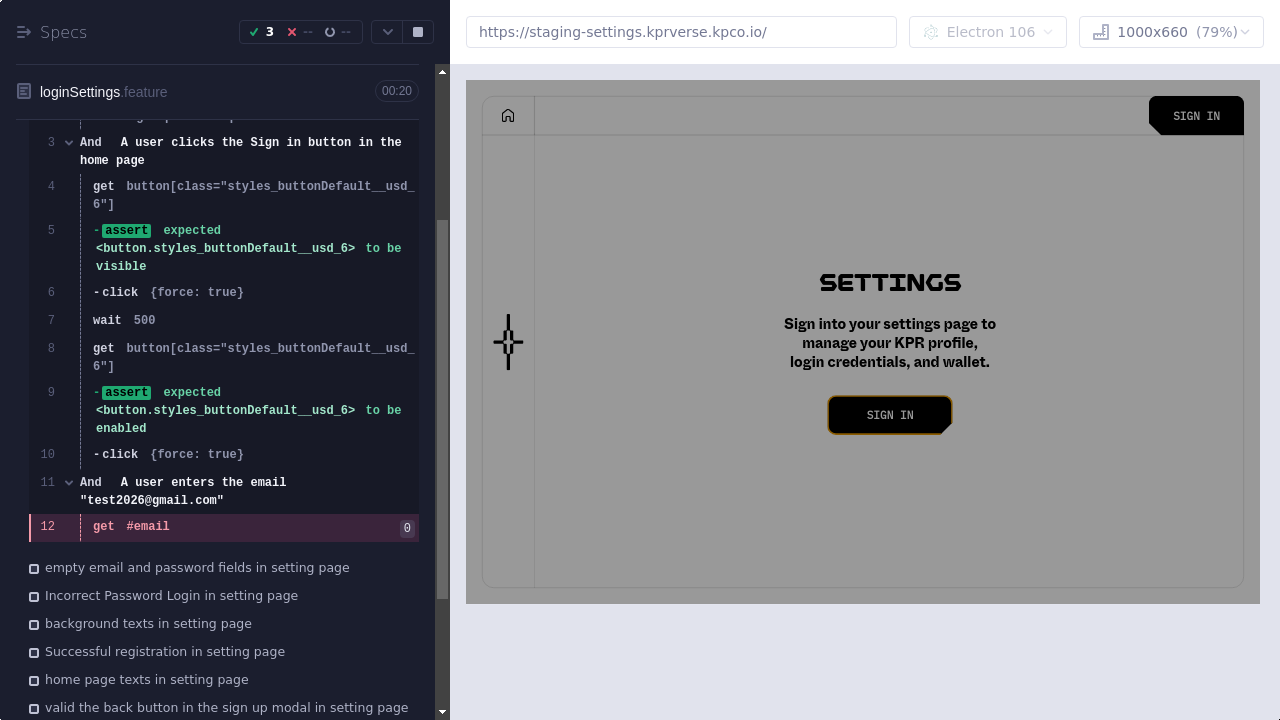 Specs
3
--
--
loginSettings.feature
00:20
3 And A user clicks the Sign in button in the
home page
4 get button[class="styles_buttonDefault__usd_
6"]
5 -assert expected
<button.styles_buttonDefault__usd_6> to be
visible
6 -click {force: true}
7 wait 500
8 get button[class="styles_buttonDefault__usd_
6"]
9 -assert expected
<button.styles_buttonDefault__usd_6> to be
enabled
10 -click {force: true}
11 And A user enters the email
"test2026@gmail.com"
12 get #email 0
empty email and password fields in setting page
Incorrect Password Login in setting page
background texts in setting page
Successful registration in setting page
home page texts in setting page
valid the back button in the sign up modal in setting page
https://staging-settings.kprverse.kpco.io/
Electron 106
1000x660 (79%)
SIGN IN
SETTINGS
Sign into your settings page to
manage your KPR profile,
login credentials, and wallet.
SIGN IN